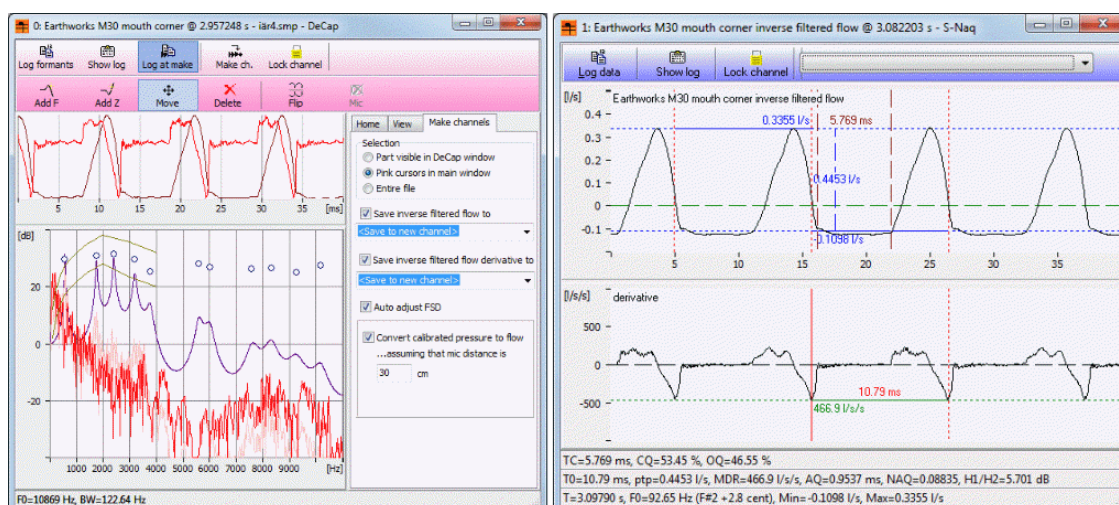 0: Earthworks M30 mouth corner @ 2.957248 s - iäŕ4.smp - DeCap
Log formants Show log Log at make Make ch. Lock channel
Add F Add Z Move Delete Flip Mic
5 10 15 20 25 30 35 [ms]
[dB]
20
0
-20
1000 2000 3000 4000 5000 6000 7000 8000 9000 [Hz]
Home View Make channels
Selection
Part visible in DeCap window
Pink cursors in main window
Entire file
Save inverse filtered flow to
<Save to new channel>
Save inverse filtered flow derivative to
<Save to new channel>
Auto adjust FSD
Convert calibrated pressure to flow
...assuming that mic distance is
30 cm
F0=10869 Hz, BW=122.64 Hz
1: Earthworks M30 mouth corner inverse filtered flow @ 3.082203 s - S-Naq
Log data Show log Lock channel
[l/s] Earthworks M30 mouth corner inverse filtered flow
0.3355 l/s 5.769 ms
0.4
0.3
0.2
0.4453 l/s
0.1
0
-0.1
-0.1098 l/s
5 10 15 20 25 30 35
[l/s/s] derivative
500
0
10.79 ms
-500
466.9 l/s/s
TC=5.769 ms, CQ=53.45 %, OQ=46.55 %
T0=10.79 ms, ptp=0.4453 l/s, MDR=466.9 l/s/s, AQ=0.9537 ms, NAQ=0.08835, H1/H2=5.701 dB
T=3.09790 s, F0=92.65 Hz (F#2 +2.8 cent), Min=-0.1098 l/s, Max=0.3355 l/s